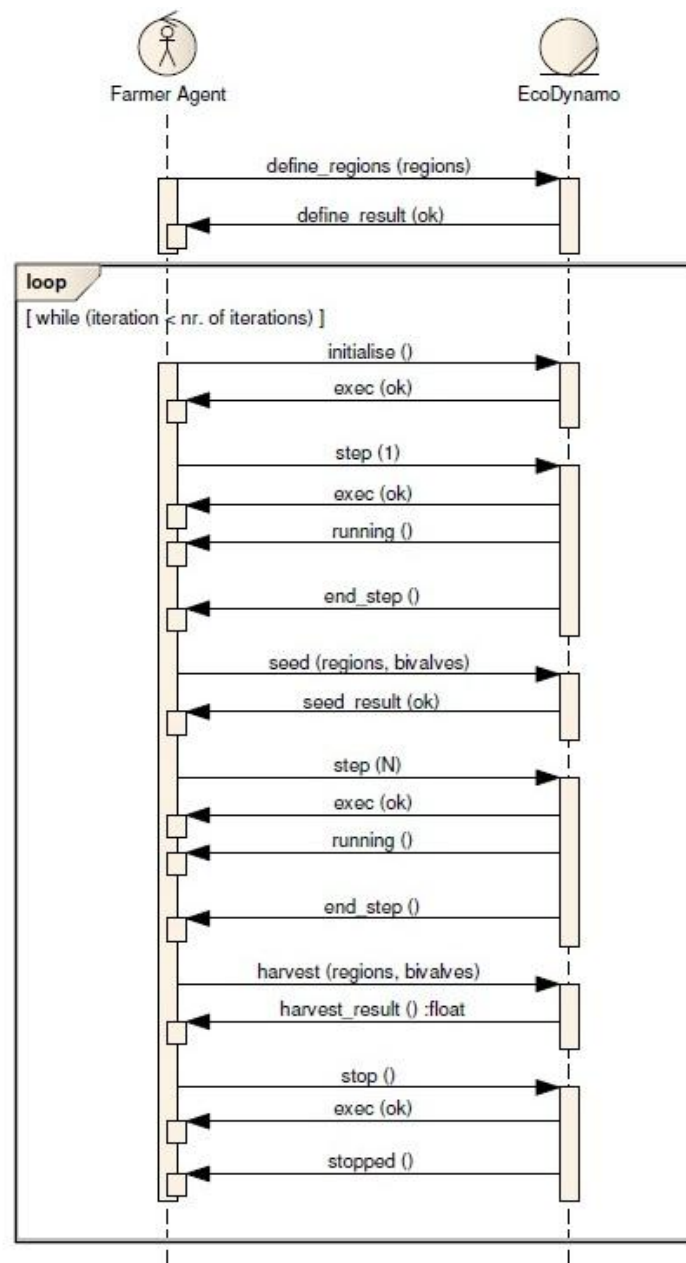 Farmer Agent
EcoDynamo
define_regions (regions)
define_result (ok)
loop
[ while (iteration < nr. of iterations) ]
initialise ()
exec (ok)
step (1)
exec (ok)
running ()
end_step ()
seed (regions, bivalves)
seed_result (ok)
step (N)
exec (ok)
running ()
end_step ()
harvest (regions, bivalves)
harvest_result () :float
stop ()
exec (ok)
stopped ()